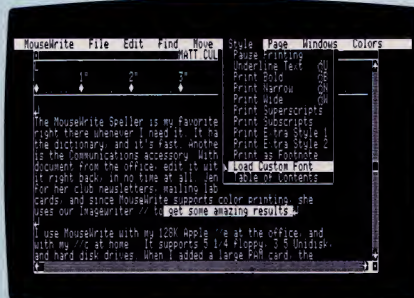 MouseWrite File Edit Find Move Style Page Windows Colors
MATT CUL
1" 2" 3"
Pause Printing
Underline Text U
Print Bold B
Print Narrow N
Print Wide W
Print Superscripts
Print Subscripts
Print Extra Style 1
Print Extra Style 2
Print as Footnote
Load Custom Font
Table of Contents
The MouseWrite Speller is my favorite
right there whenever I need it. It ha
the dictionary, and it's fast. Anothe
is the Communications accessory. With
document from the office, edit it wit
it right back, in no time at all. Jen
for her club newsletters, mailing lab
cards, and since MouseWrite supports color printing, she
uses our Imagewriter // to get some amazing results.
I use MouseWrite with my 128K Apple //e at the office, and
with my //c at home. It supports 5 1/4 floppy, 3.5 Unidisk,
and hard disk drives. When I added a large RAM card, the